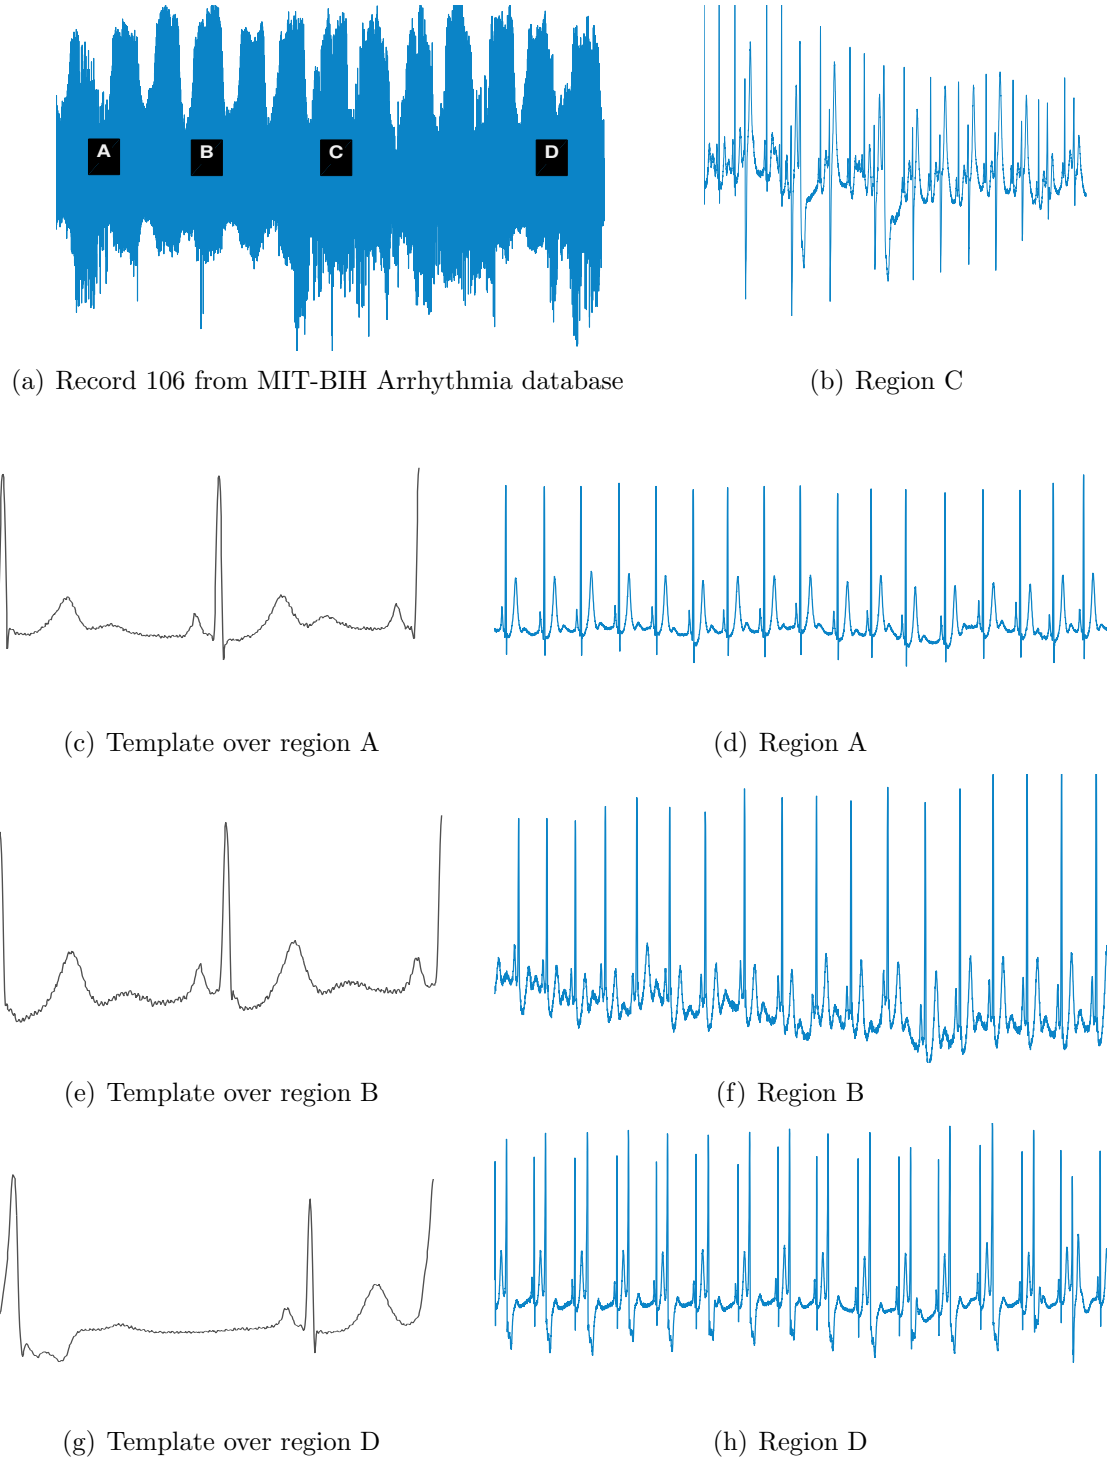 A B C D
(a) Record 106 from MIT-BIH Arrhythmia database
(b) Region C
(c) Template over region A
(d) Region A
(e) Template over region B
(f) Region B
(g) Template over region D
(h) Region D